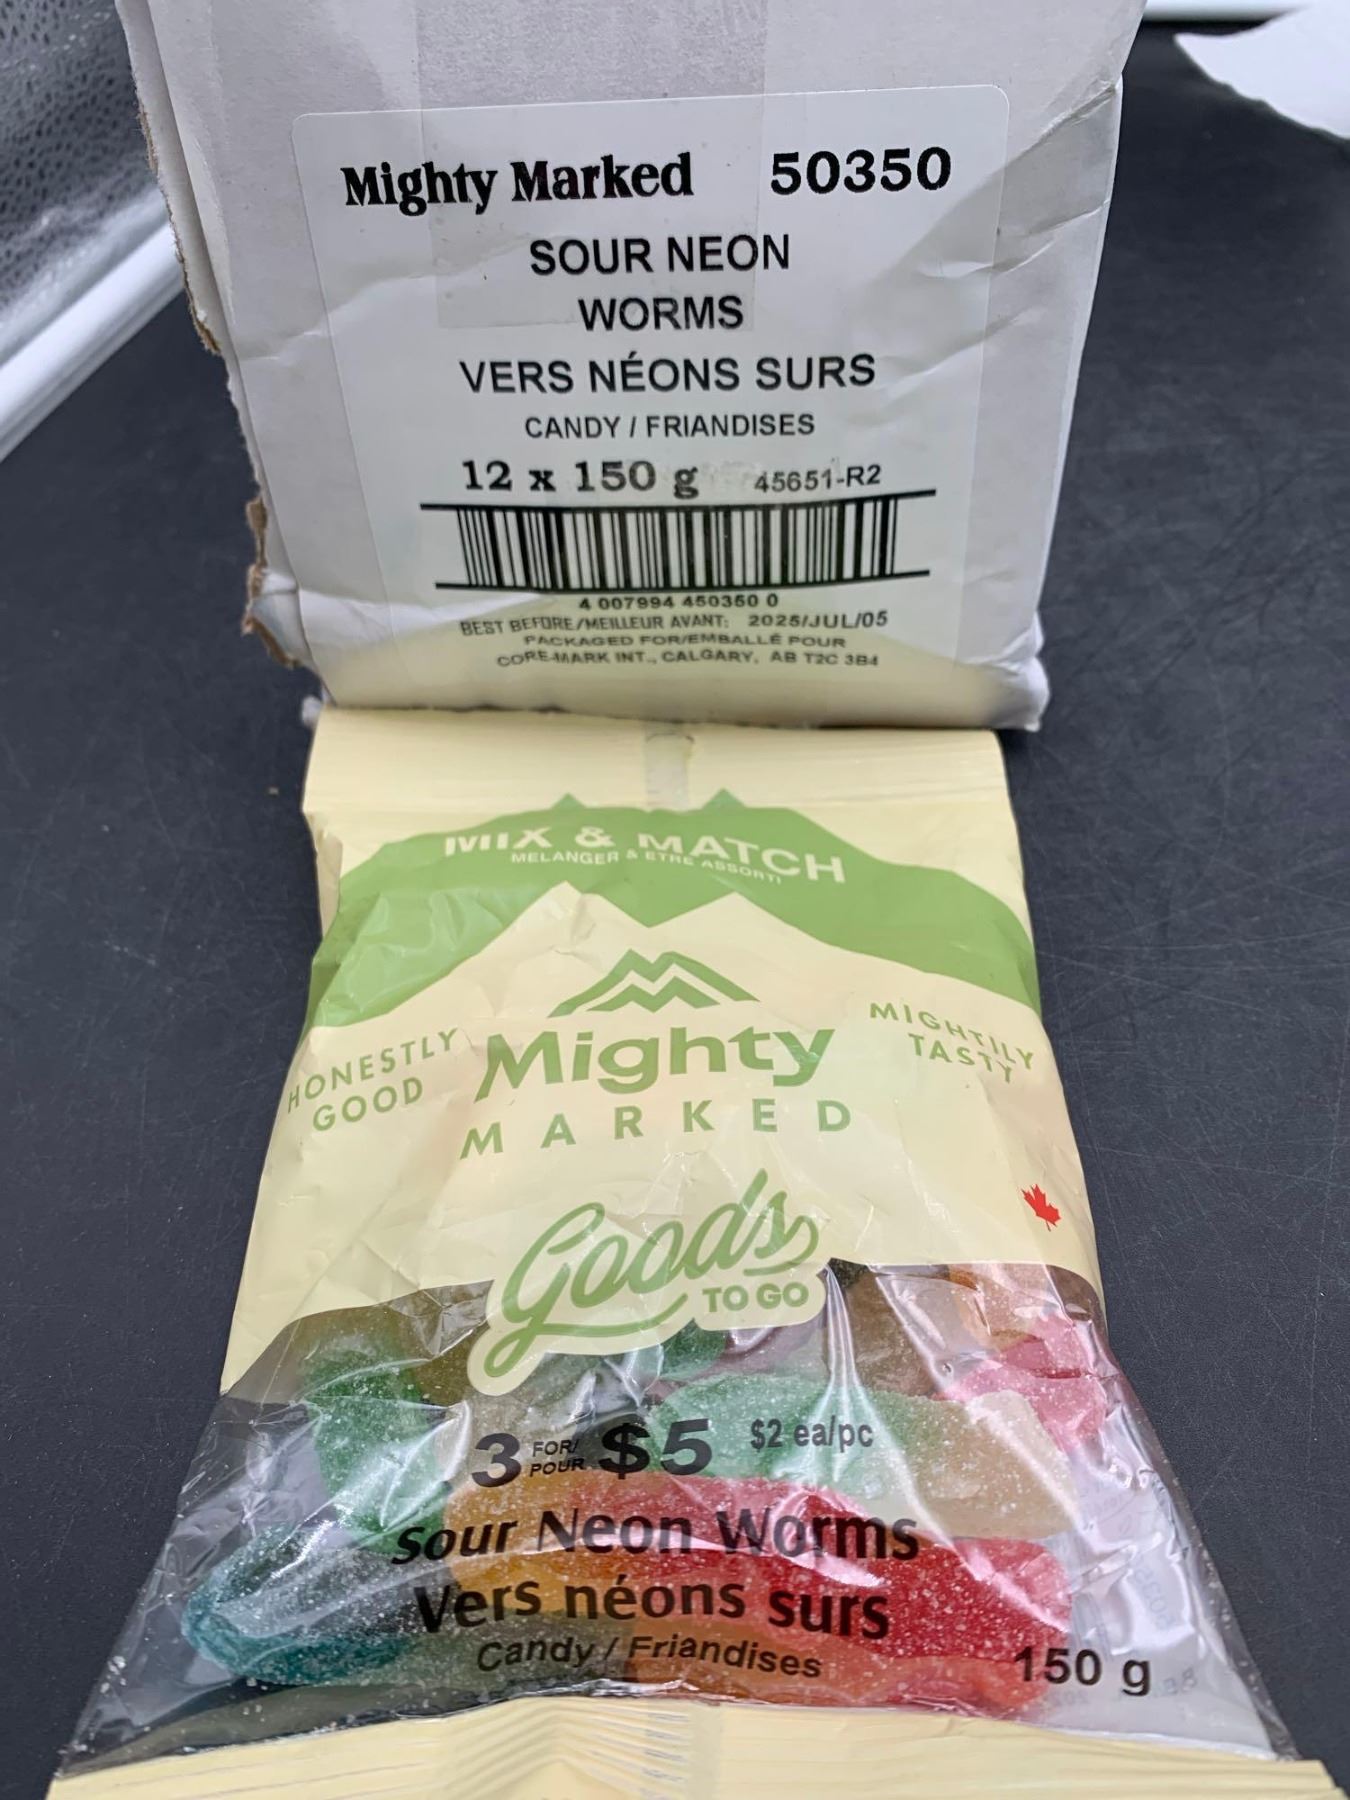 Mighty Marked 50350
SOUR NEON
WORMS
VERS NÉONS SURS
CANDY / FRIANDISES
12 x 150 g 45651-R2
4 007994 450350 0
BEST BEFORE/MEILLEUR AVANT: 2025/JUL/05
PACKAGED FOR/EMBALLÉ POUR
CORE-MARK INT., CALGARY, AB T2C 3B4
MIX & MATCH
MELANGER & ETRE ASSORTI
HONESTLY
GOOD
Mighty
MARKED
MIGHTILY
TASTY
Goods
TO GO
3 FOR/POUR $5 $2 ea/pc
Sour Neon Worms
Vers néons surs
Candy / Friandises
150 g